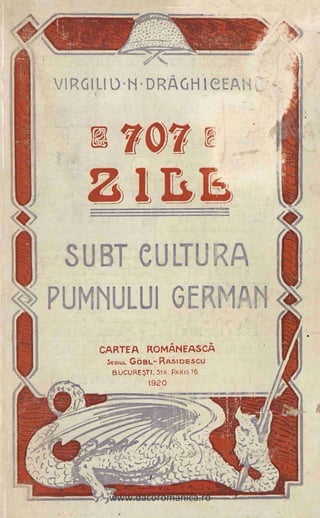 VIRGILIU·N·DRĂGHICEANU
707
ZILE
SUBT CULTURA
PUMNULUI GERMAN
CARTEA ROMÂNEASCĂ
SEDIUL GÖBL-RASIDESCU
BUCUREȘTI, STR. PARIS 16.
1920
www.dacoromanica.ro